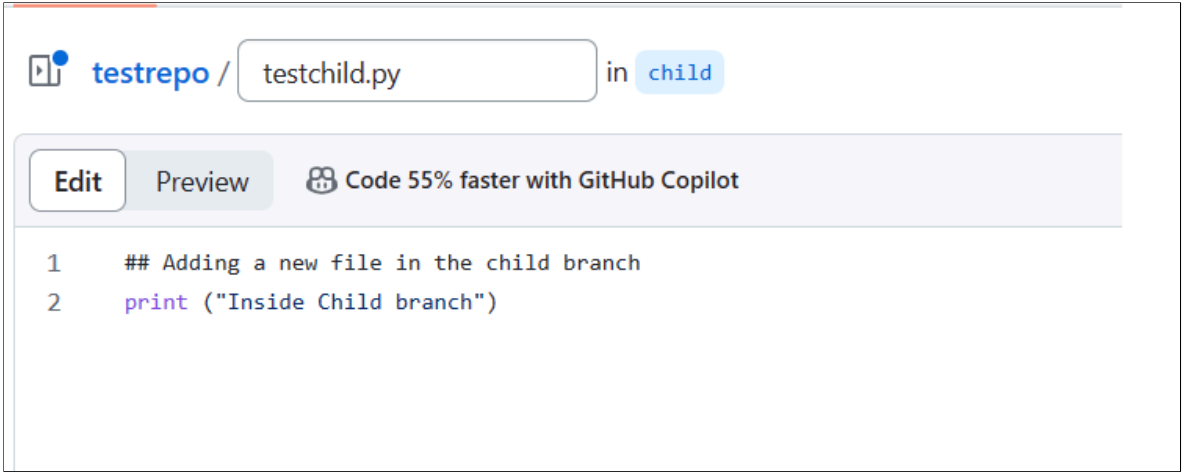 testrepo / testchild.py in child
Edit Preview Code 55% faster with GitHub Copilot
1 ## Adding a new file in the child branch
2 print ("Inside Child branch")